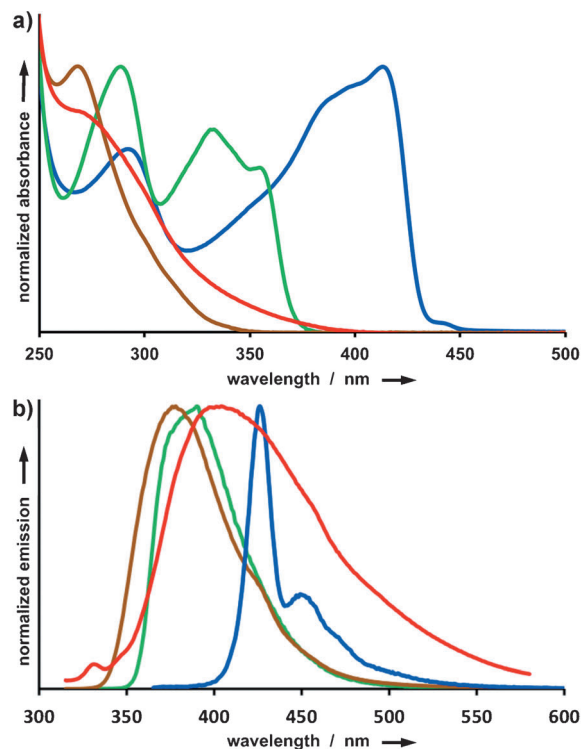 a)
normalized absorbance
250 300 350 400 450 500
wavelength / nm
b)
normalized emission
300 350 400 450 500 550 600
wavelength / nm